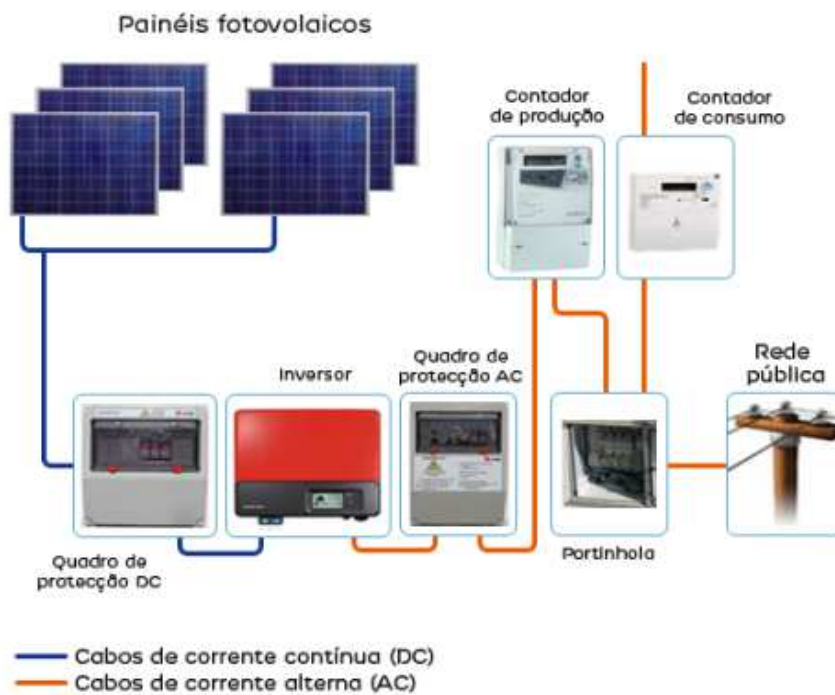 Painéis fotovolaicos
Contador
de produção
Contador
de consumo
Inversor
Quadro de
protecção AC
Rede
pública
Quadro de
protecção DC
Portinhola
Cabos de corrente contínua (DC)
Cabos de corrente alterna (AC)